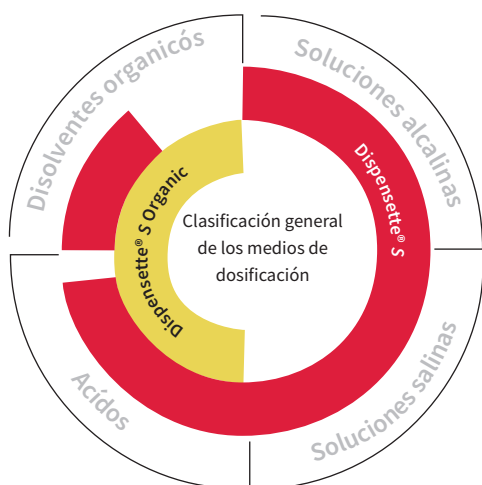 Disolventes organicós
Soluciones alcalinas
Dispensette® S
Dispensette® S Organic
Clasificación general
de los medios de
dosificación
Acídos
Soluciones salinas